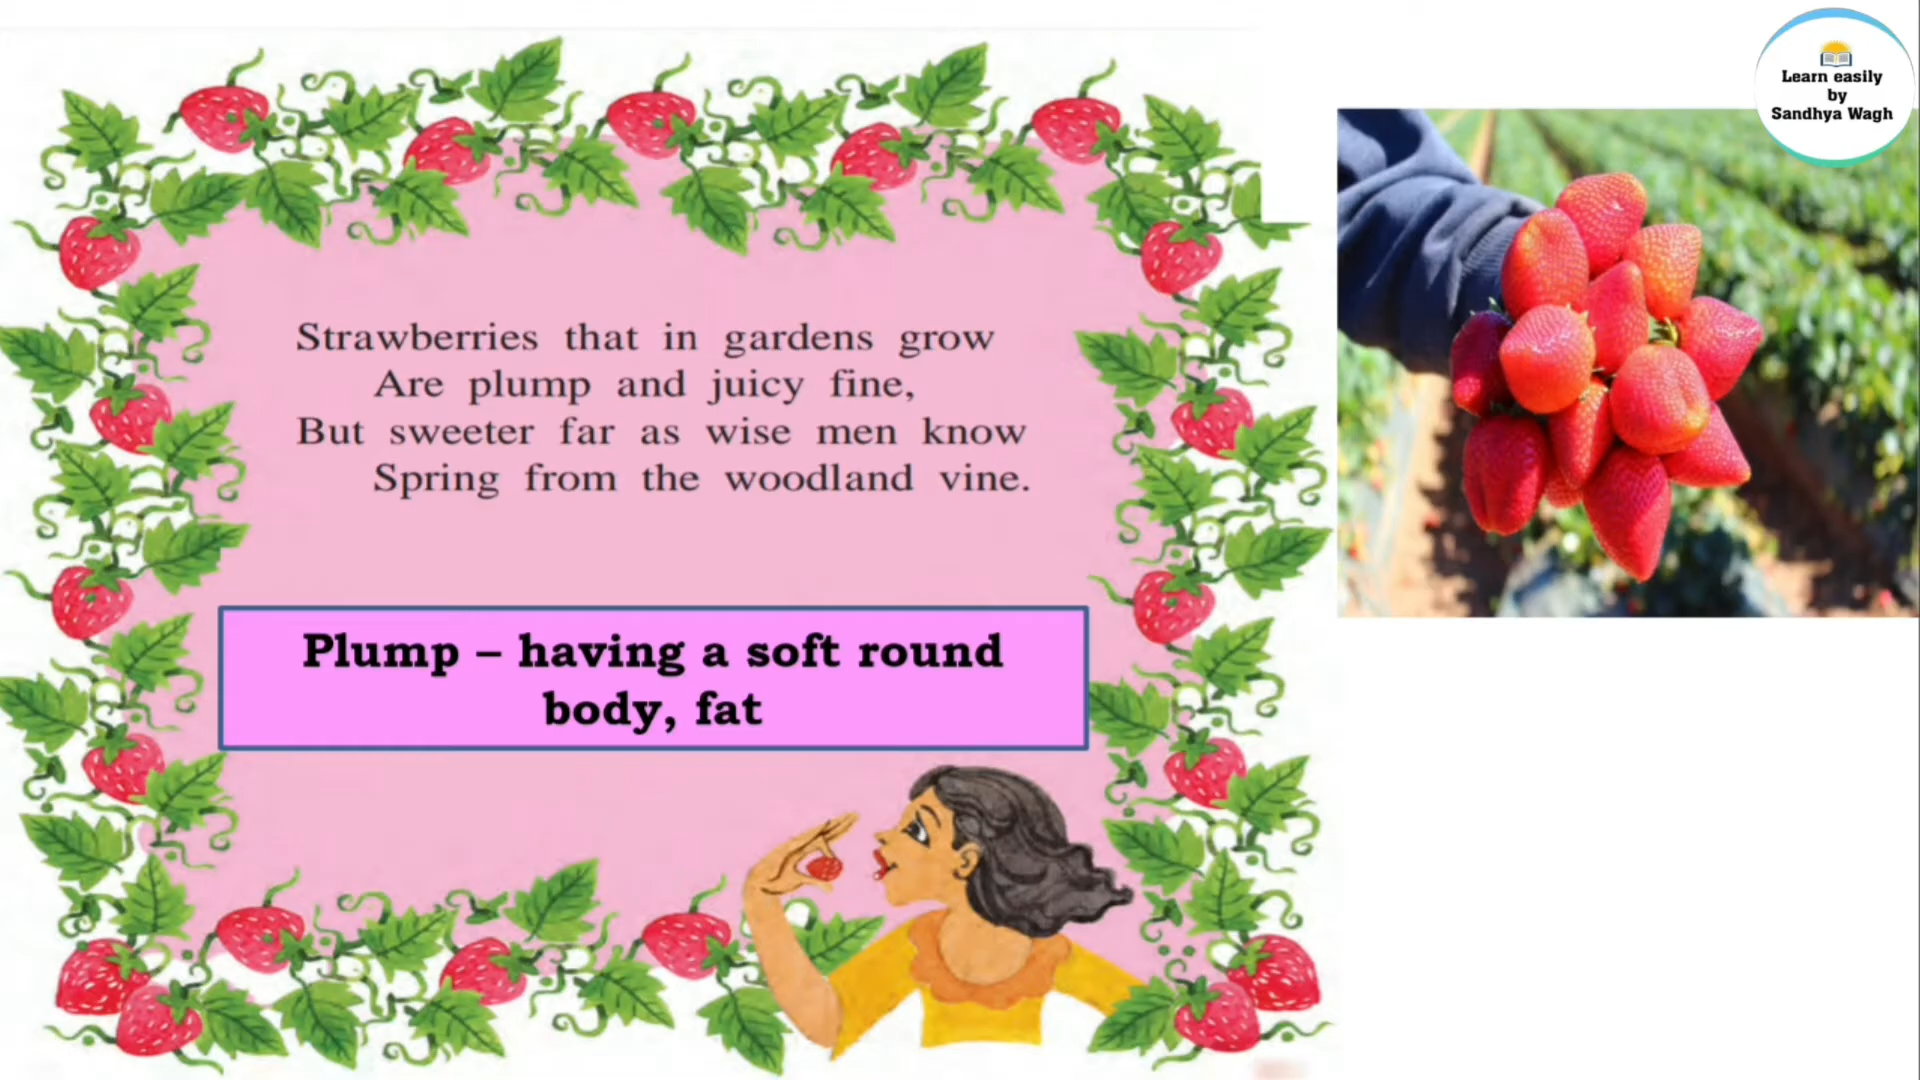 Learn easily
by
Sandhya Wagh
Strawberries that in gardens grow
Are plump and juicy fine,
But sweeter far as wise men know
Spring from the woodland vine.
Plump – having a soft round
body, fat